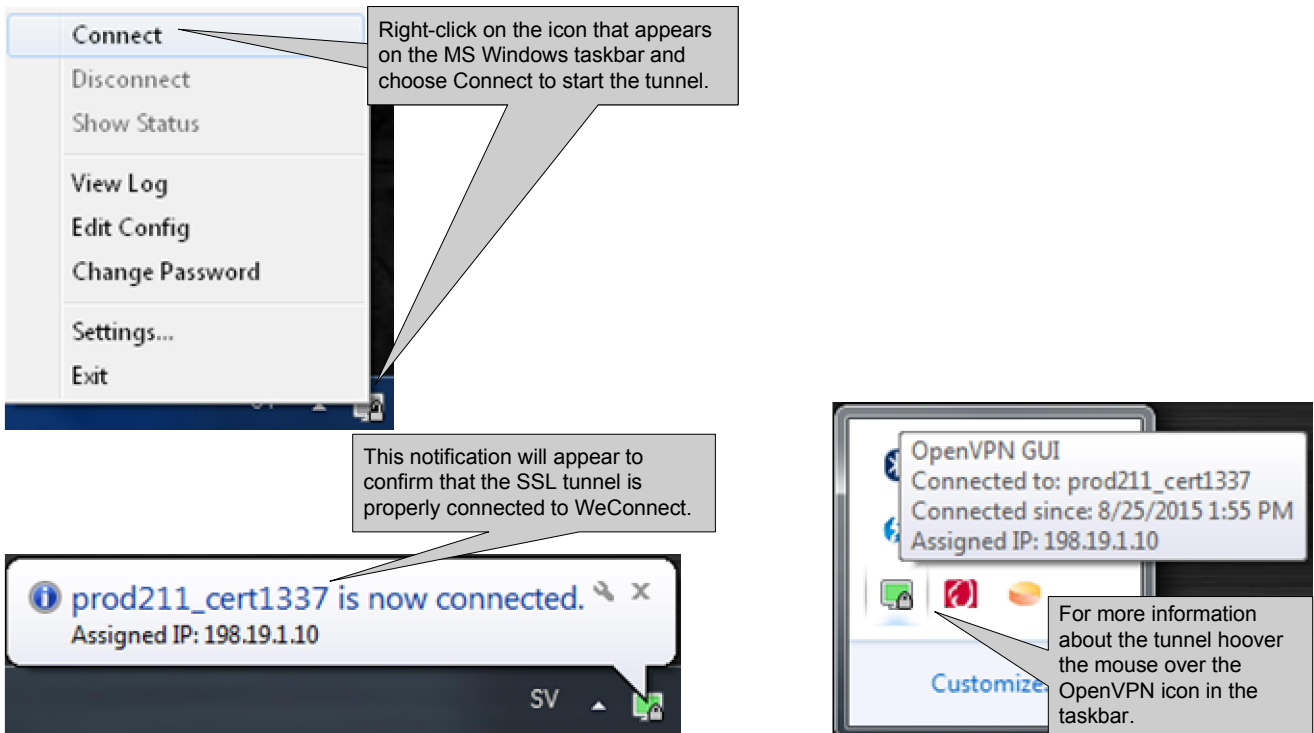 Connect
Disconnect
Show Status
View Log
Edit Config
Change Password
Settings...
Exit
Right-click on the icon that appears
on the MS Windows taskbar and
choose Connect to start the tunnel.
This notification will appear to
confirm that the SSL tunnel is
properly connected to WeConnect.
prod211_cert1337 is now connected.
Assigned IP: 198.19.1.10
SV
OpenVPN GUI
Connected to: prod211_cert1337
Connected since: 8/25/2015 1:55 PM
Assigned IP: 198.19.1.10
For more information
about the tunnel hoover
the mouse over the
OpenVPN icon in the
taskbar.